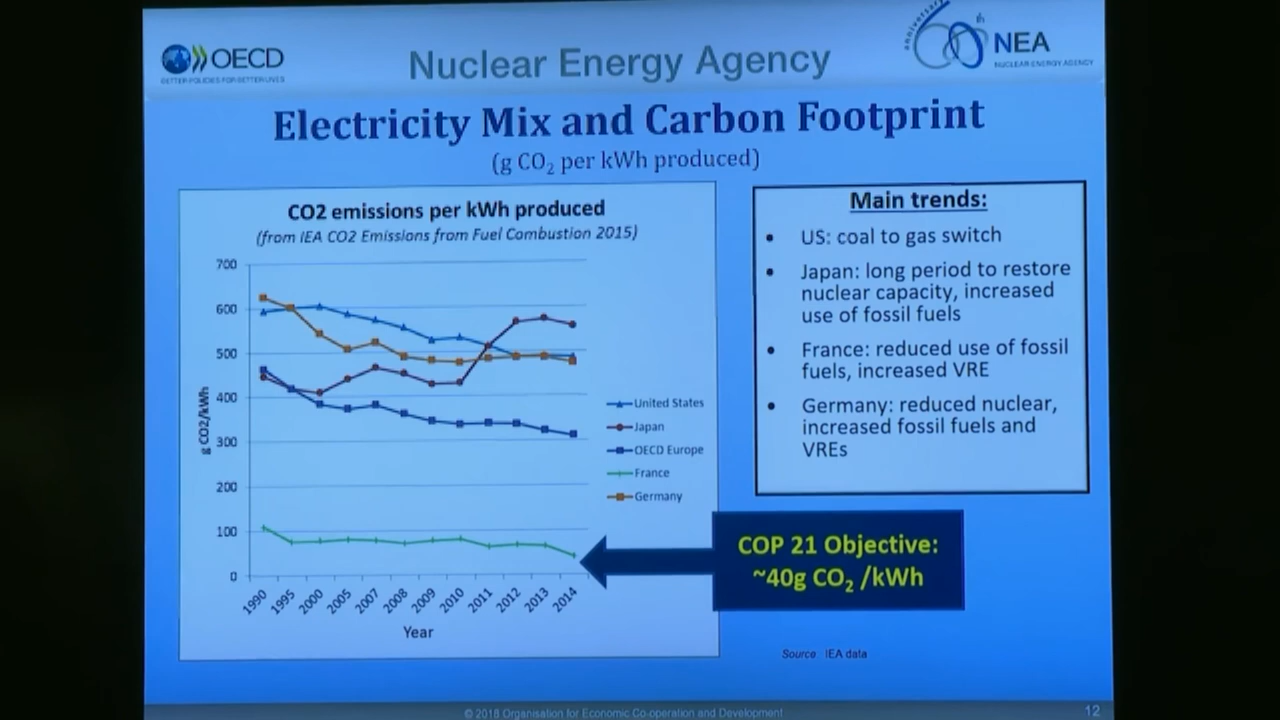 OECD
BETTER POLICIES FOR BETTER LIVES
Nuclear Energy Agency
anniversary
th
60
NEA
NUCLEAR ENERGY AGENCY
Electricity Mix and Carbon Footprint
(g CO₂ per kWh produced)
CO2 emissions per kWh produced
(from IEA CO2 Emissions from Fuel Combustion 2015)
700
600
500
400
300
200
100
0
g CO2/kWh
1990
1995
2000
2005
2007
2008
2009
2010
2011
2012
2013
2014
Year
United States
Japan
OECD Europe
France
Germany
Main trends:
• US: coal to gas switch
• Japan: long period to restore
nuclear capacity, increased
use of fossil fuels
• France: reduced use of fossil
fuels, increased VRE
• Germany: reduced nuclear,
increased fossil fuels and
VREs
COP 21 Objective:
~40g CO₂ /kWh
Source IEA data
© 2018 Organisation for Economic Co-operation and Development
12